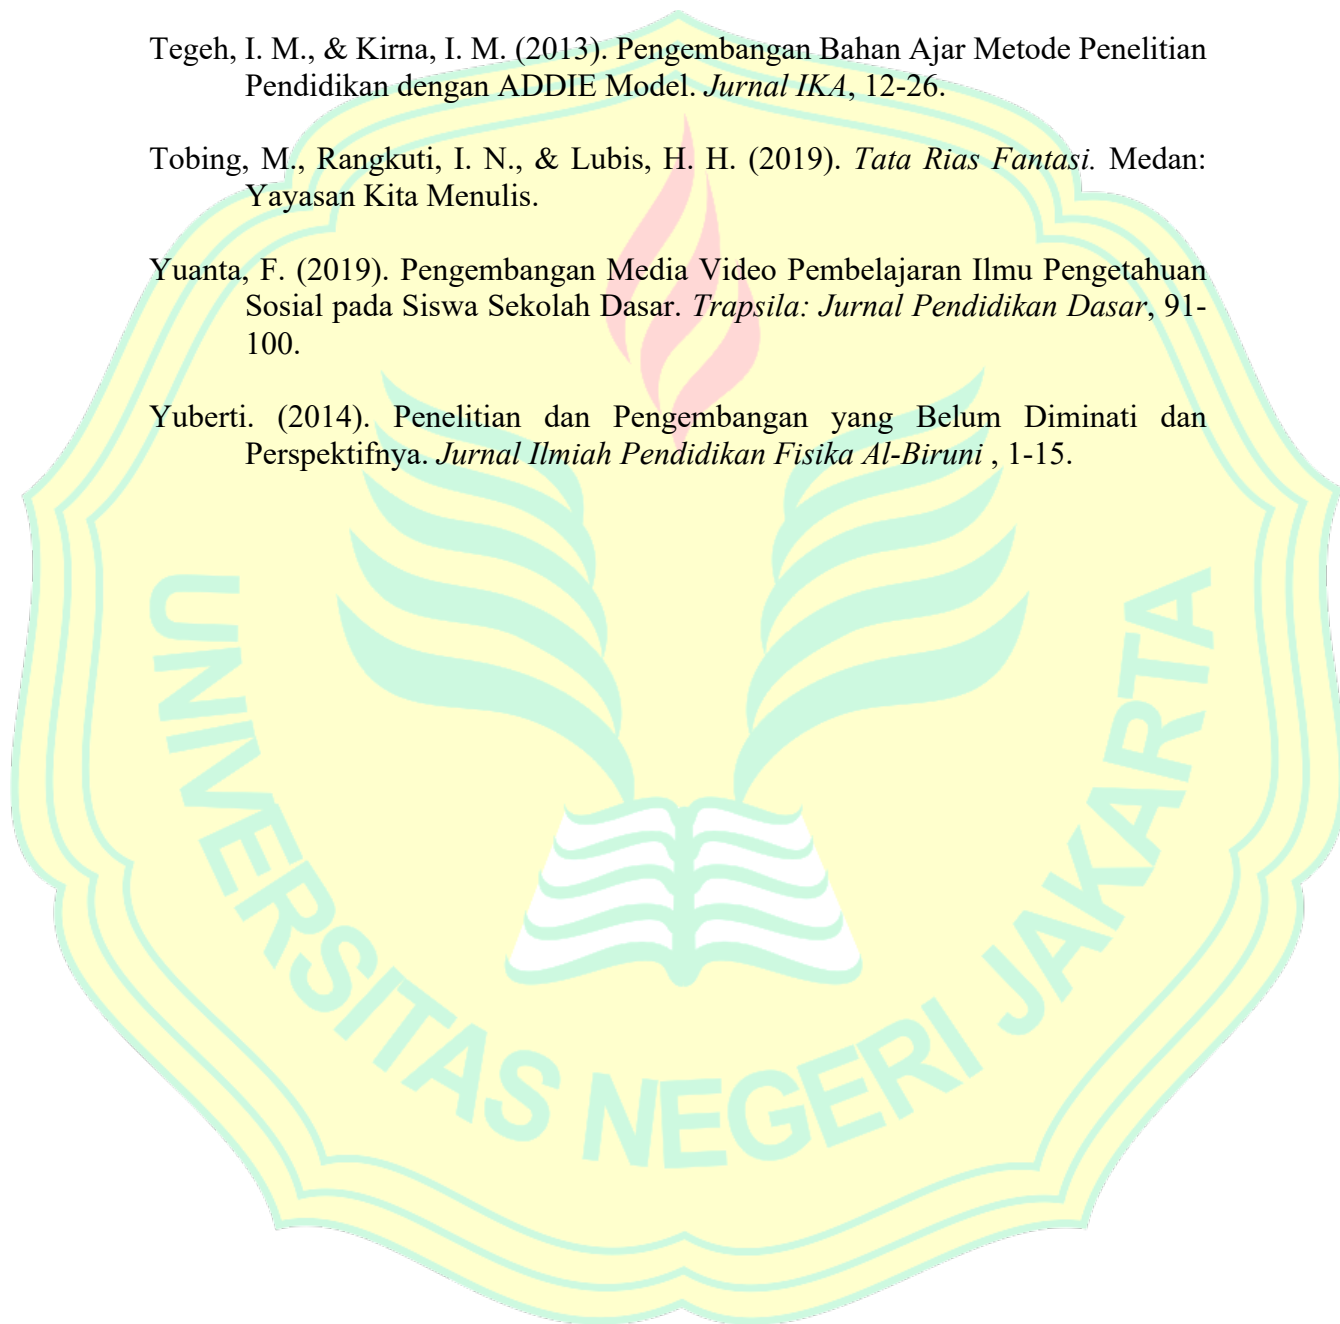 Tegeh, I. M., & Kirna, I. M. (2013). Pengembangan Bahan Ajar Metode Penelitian
Pendidikan dengan ADDIE Model. Jurnal IKA, 12-26.
Tobing, M., Rangkuti, I. N., & Lubis, H. H. (2019). Tata Rias Fantasi. Medan:
Yayasan Kita Menulis.
Yuanta, F. (2019). Pengembangan Media Video Pembelajaran Ilmu Pengetahuan
Sosial pada Siswa Sekolah Dasar. Trapsila: Jurnal Pendidikan Dasar, 91-
100.
Yuberti. (2014). Penelitian dan Pengembangan yang Belum Diminati dan
Perspektifnya. Jurnal Ilmiah Pendidikan Fisika Al-Biruni , 1-15.
UNIVERSITAS NEGERI JAKARTA